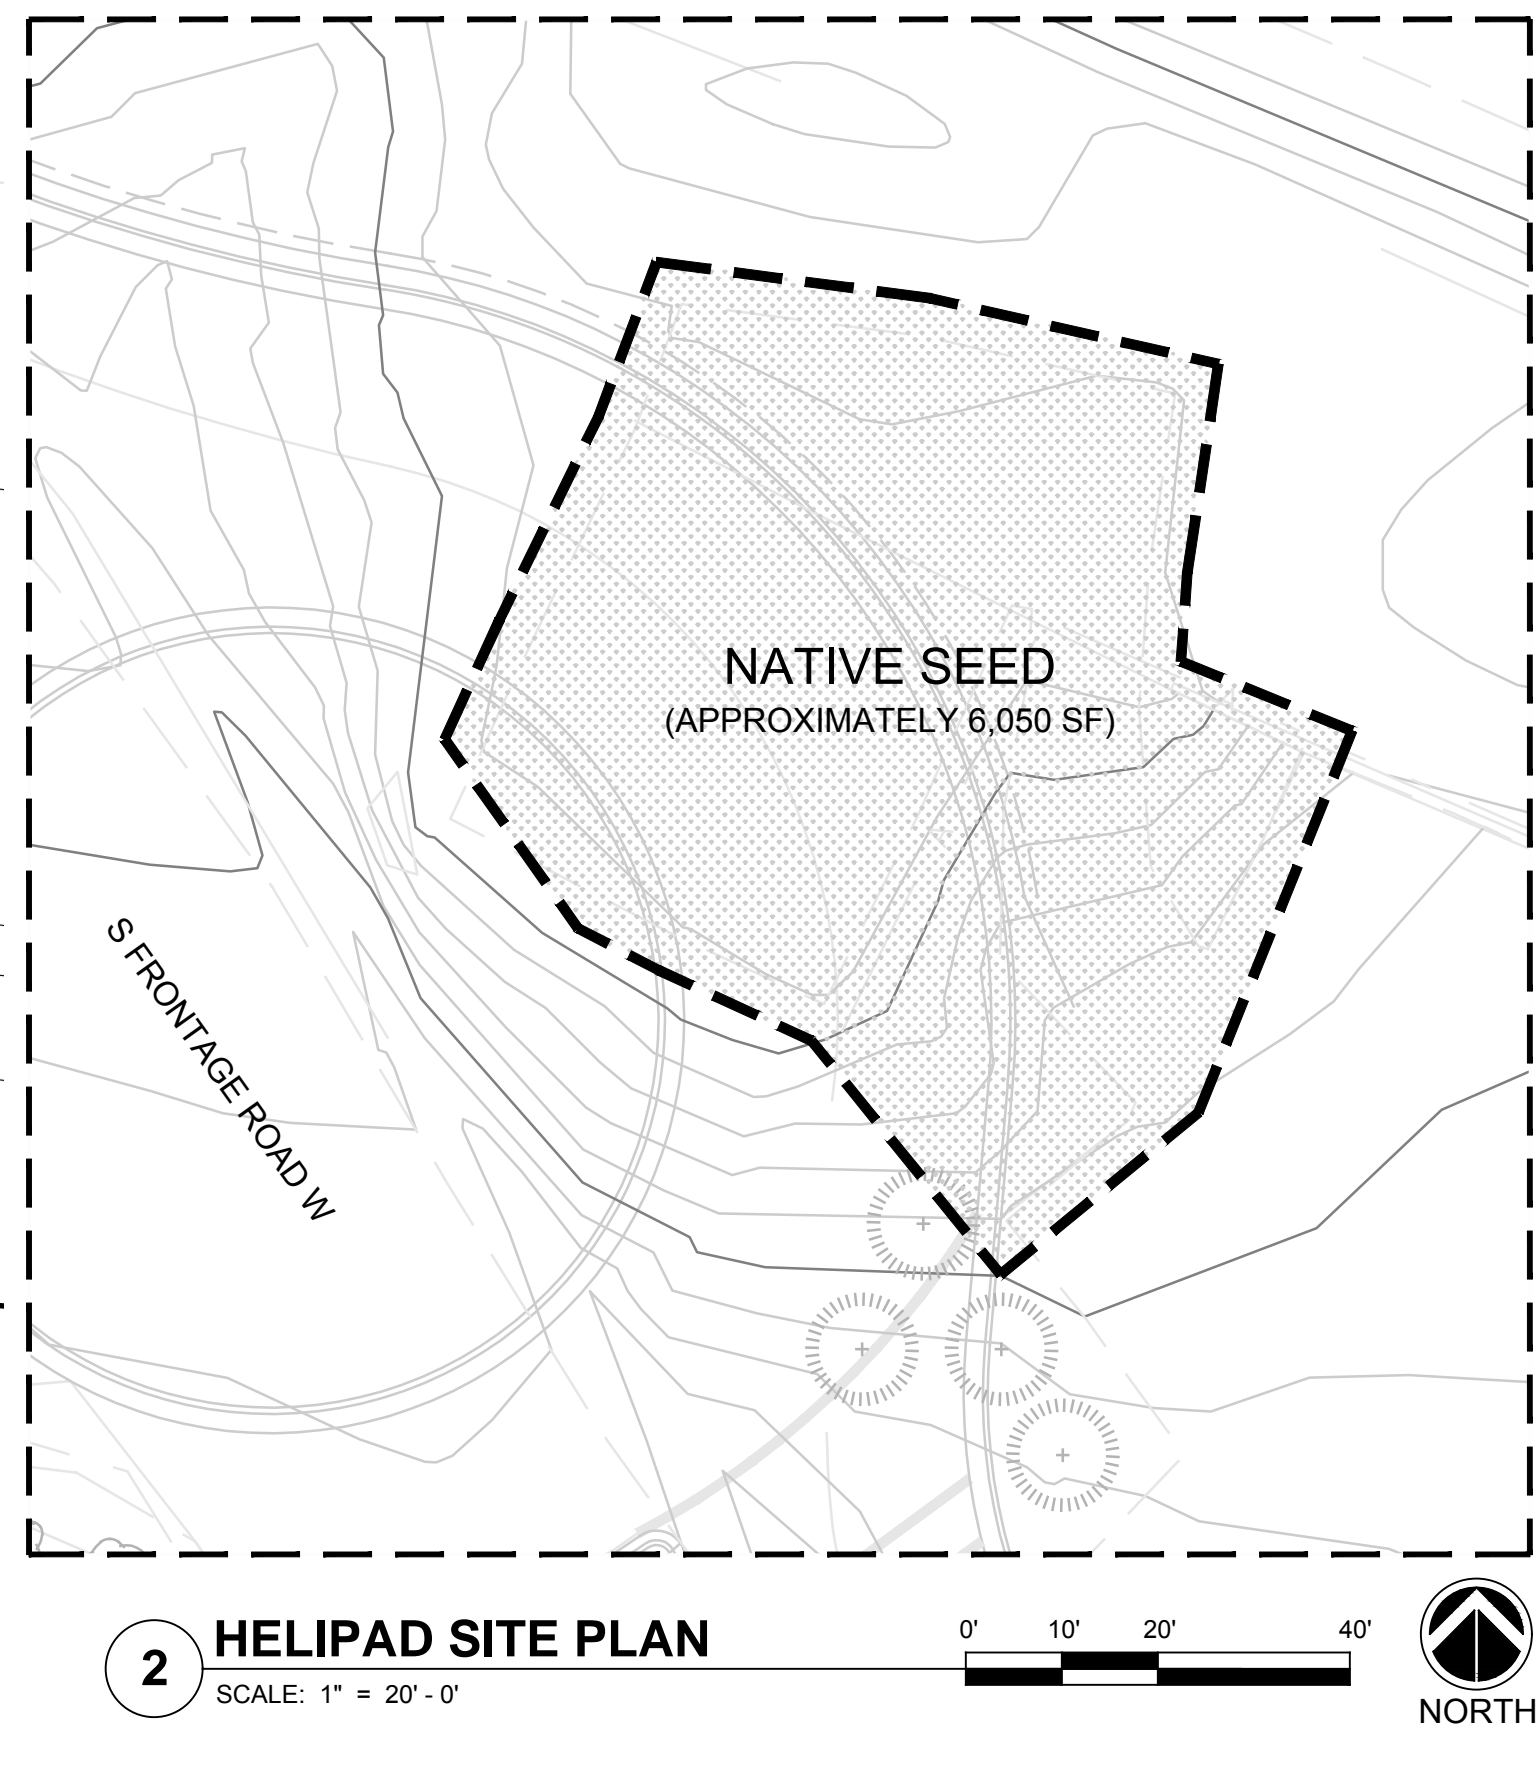 NATIVE SEED
(APPROXIMATELY 6,050 SF)
S FRONTAGE ROAD W
2
HELIPAD SITE PLAN
SCALE: 1" = 20' - 0'
0' 10' 20' 40'
NORTH